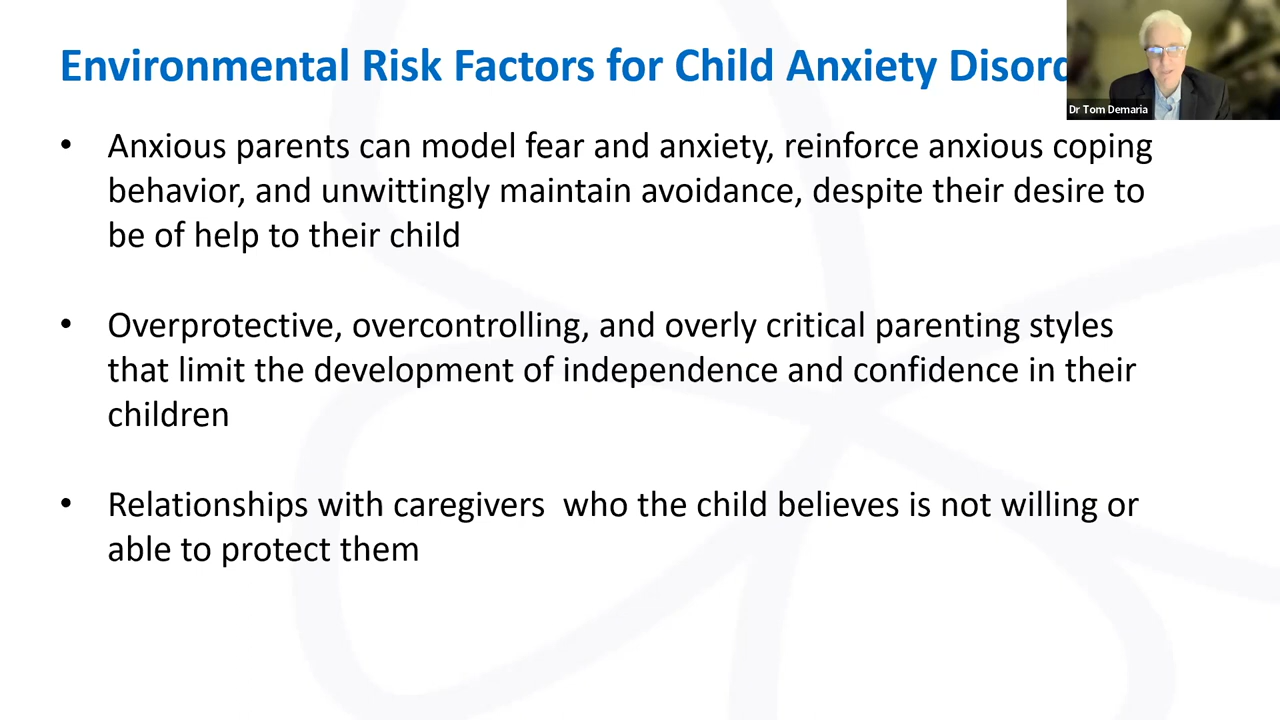 Environmental Risk Factors for Child Anxiety
Dr Tom Demaria
• Anxious parents can model fear and anxiety, reinforce anxious coping
behavior, and unwittingly maintain avoidance, despite their desire to
be of help to their child
• Overprotective, overcontrolling, and overly critical parenting styles
that limit the development of independence and confidence in their
children
• Relationships with caregivers  who the child believes is not willing or
able to protect them